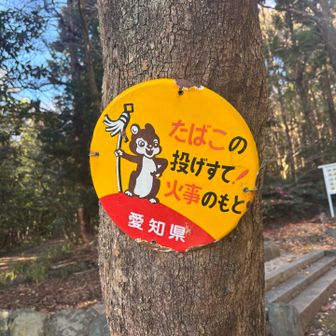 たばこの
投げすて!
火事のもと
愛知県